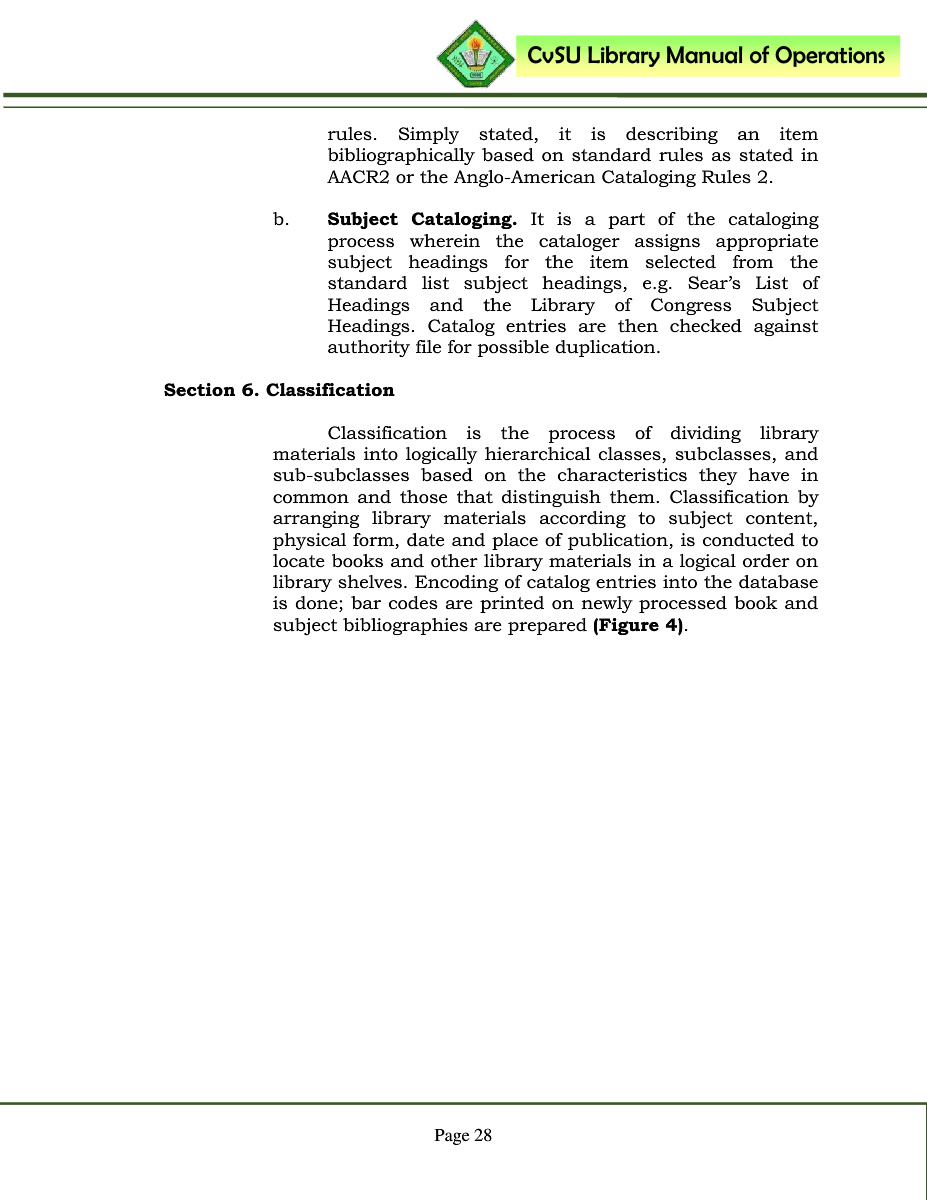 CvSU Library Manual of Operations
rules. Simply stated, it is describing an item
bibliographically based on standard rules as stated in
AACR2 or the Anglo-American Cataloging Rules 2.
b. Subject Cataloging. It is a part of the cataloging
process wherein the cataloger assigns appropriate
subject headings for the item selected from the
standard list subject headings, e.g. Sear's List of
Headings and the Library of Congress Subject
Headings. Catalog entries are then checked against
authority file for possible duplication.
Section 6. Classification
Classification is the process of dividing library
materials into logically hierarchical classes, subclasses, and
sub-subclasses based on the characteristics they have in
common and those that distinguish them. Classification by
arranging library materials according to subject content,
physical form, date and place of publication, is conducted to
locate books and other library materials in a logical order on
library shelves. Encoding of catalog entries into the database
is done; bar codes are printed on newly processed book and
subject bibliographies are prepared (Figure 4).
Page 28